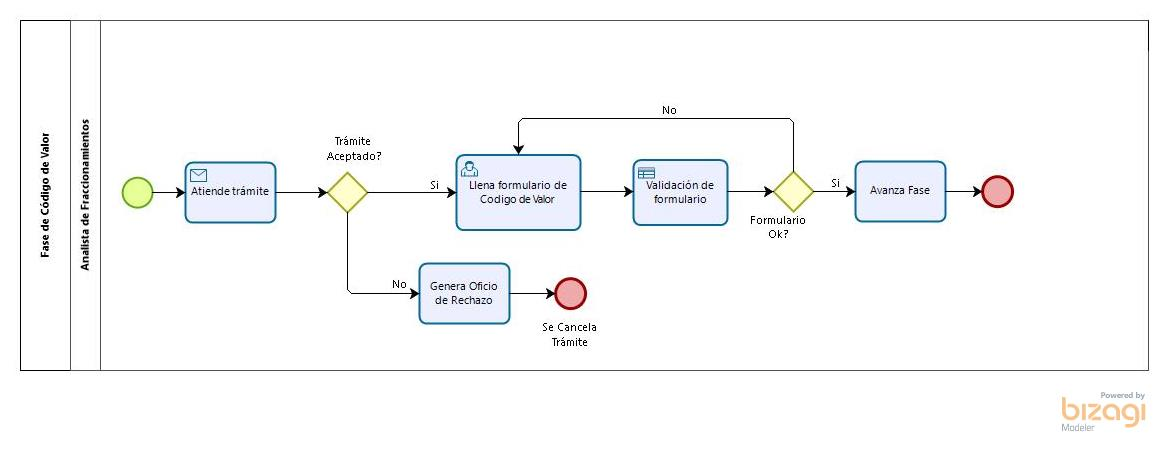 Fase de Código de Valor
Analista de Fraccionamientos
Atiende trámite
Trámite
Aceptado?
Si
Llena formulario de
Codigo de Valor
Validación de
formulario
No
Formulario
Ok?
Si
Avanza Fase
No
Genera Oficio
de Rechazo
Se Cancela
Trámite
Powered by
bizagi
Modeler